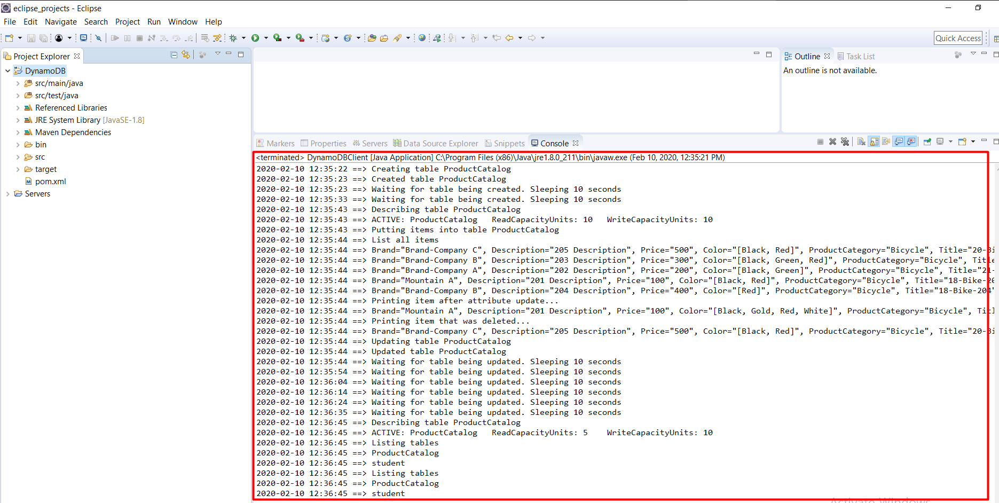 eclipse_projects - Eclipse
File Edit Navigate Search Project Run Window Help
Quick Access
Project Explorer
DynamoDB
src/main/java
src/test/java
Referenced Libraries
JRE System Library [JavaSE-1.8]
Maven Dependencies
bin
src
target
pom.xml
Servers
Outline Task List
An outline is not available.
Markers Properties Servers Data Source Explorer Snippets Console
<terminated> DynamoDBClient [Java Application] C:\Program Files (x86)\Java\jre1.8.0_211\bin\javaw.exe (Feb 10, 2020, 12:35:21 PM)
2020-02-10 12:35:22 ==> Creating table ProductCatalog
2020-02-10 12:35:23 ==> Created table ProductCatalog
2020-02-10 12:35:23 ==> Waiting for table being created. Sleeping 10 seconds
2020-02-10 12:35:33 ==> Waiting for table being created. Sleeping 10 seconds
2020-02-10 12:35:43 ==> Describing table ProductCatalog
2020-02-10 12:35:43 ==> ACTIVE: ProductCatalog ReadCapacityUnits: 10 WriteCapacityUnits: 10
2020-02-10 12:35:43 ==> Putting items into table ProductCatalog
2020-02-10 12:35:44 ==> List all items
2020-02-10 12:35:44 ==> Brand="Brand-Company C", Description="205 Description", Price="500", Color="[Black, Red]", ProductCategory="Bicycle", Title="20-Bi
2020-02-10 12:35:44 ==> Brand="Brand-Company B", Description="203 Description", Price="300", Color="[Black, Green, Red]", ProductCategory="Bicycle", Title
2020-02-10 12:35:44 ==> Brand="Brand-Company A", Description="202 Description", Price="200", Color="[Black, Green]", ProductCategory="Bicycle", Title="21-
2020-02-10 12:35:44 ==> Brand="Mountain A", Description="201 Description", Price="100", Color="[Black, Red]", ProductCategory="Bicycle", Title="18-Bike-20
2020-02-10 12:35:44 ==> Brand="Brand-Company B", Description="204 Description", Price="400", Color="[Red]", ProductCategory="Bicycle", Title="18-Bike-204"
2020-02-10 12:35:44 ==> Printing item after attribute update...
2020-02-10 12:35:44 ==> Brand="Mountain A", Description="201 Description", Price="100", Color="[Black, Gold, Red, White]", ProductCategory="Bicycle", Titl
2020-02-10 12:35:44 ==> Printing item that was deleted...
2020-02-10 12:35:44 ==> Brand="Brand-Company C", Description="205 Description", Price="500", Color="[Black, Red]", ProductCategory="Bicycle", Title="20-Bi
2020-02-10 12:35:44 ==> Updating table ProductCatalog
2020-02-10 12:35:44 ==> Updated table ProductCatalog
2020-02-10 12:35:44 ==> Waiting for table being updated. Sleeping 10 seconds
2020-02-10 12:35:54 ==> Waiting for table being updated. Sleeping 10 seconds
2020-02-10 12:36:04 ==> Waiting for table being updated. Sleeping 10 seconds
2020-02-10 12:36:14 ==> Waiting for table being updated. Sleeping 10 seconds
2020-02-10 12:36:24 ==> Waiting for table being updated. Sleeping 10 seconds
2020-02-10 12:36:35 ==> Waiting for table being updated. Sleeping 10 seconds
2020-02-10 12:36:45 ==> Describing table ProductCatalog
2020-02-10 12:36:45 ==> ACTIVE: ProductCatalog ReadCapacityUnits: 5 WriteCapacityUnits: 10
2020-02-10 12:36:45 ==> Listing tables
2020-02-10 12:36:45 ==> ProductCatalog
2020-02-10 12:36:45 ==> student
2020-02-10 12:36:45 ==> Listing tables
2020-02-10 12:36:45 ==> ProductCatalog
2020-02-10 12:36:45 ==> student